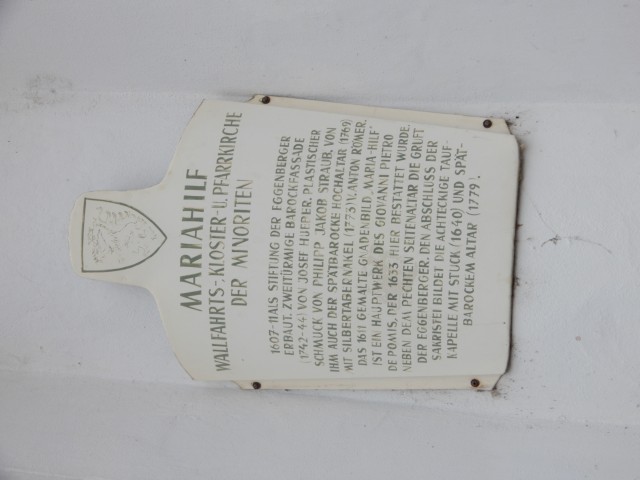 MARIAHILF
WALLFAHRTS-, KLOSTER- U. PFARRKIRCHE
DER MINORITEN
1607-11 ALS STIFTUNG DER EGGENBERGER
ERBAUT. ZWEITÜRMIGE BAROCKFASSADE
(1742-44) VON JOSEF HUEBER, PLASTISCHER
SCHMUCK VON PHILIPP JAKOB STRAUB, VON
IHM AUCH DER SPÄTBAROCKE HOCHALTAR (1769)
MIT SILBERTABERNAKEL (1775) V. ANTON RÖMER.
DAS 1611 GEMALTE GNADENBILD „MARIA-HILF"
IST EIN HAUPTWERK DES GIOVANNI PIETRO
DE POMIS, DER 1633 HIER BESTATTET WURDE.
NEBEN DEM RECHTEN SEITENALTAR DIE GRUFT
DER EGGENBERGER. DEN ABSCHLUSS DER
SAKRISTEI BILDET DIE ACHTECKIGE TAUF-
KAPELLE MIT STUCK (1640) UND SPÄT-
BAROCKEM ALTAR (1779).